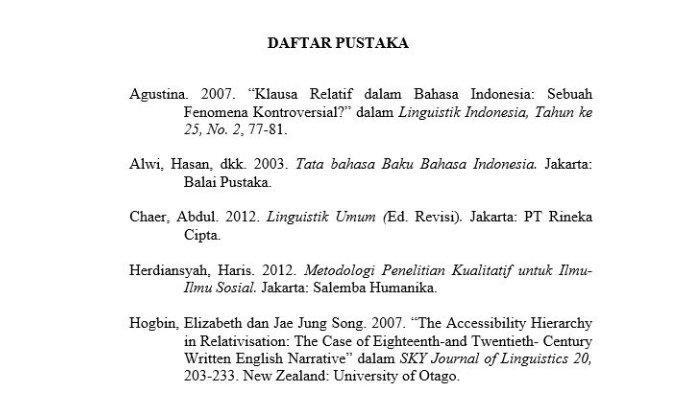 DAFTAR PUSTAKA
Agustina. 2007. “Klausa Relatif dalam Bahasa Indonesia: Sebuah
Fenomena Kontroversial?” dalam Linguistik Indonesia, Tahun ke
25, No. 2, 77-81.
Alwi, Hasan, dkk. 2003. Tata bahasa Baku Bahasa Indonesia. Jakarta:
Balai Pustaka.
Chaer, Abdul. 2012. Linguistik Umum (Ed. Revisi). Jakarta: PT Rineka
Cipta.
Herdiansyah, Haris. 2012. Metodologi Penelitian Kualitatif untuk Ilmu-
Ilmu Sosial. Jakarta: Salemba Humanika.
Hogbin, Elizabeth dan Jae Jung Song. 2007. “The Accessibility Hierarchy
in Relativisation: The Case of Eighteenth-and Twentieth- Century
Written English Narrative” dalam SKY Journal of Linguistics 20,
203-233. New Zealand: University of Otago.